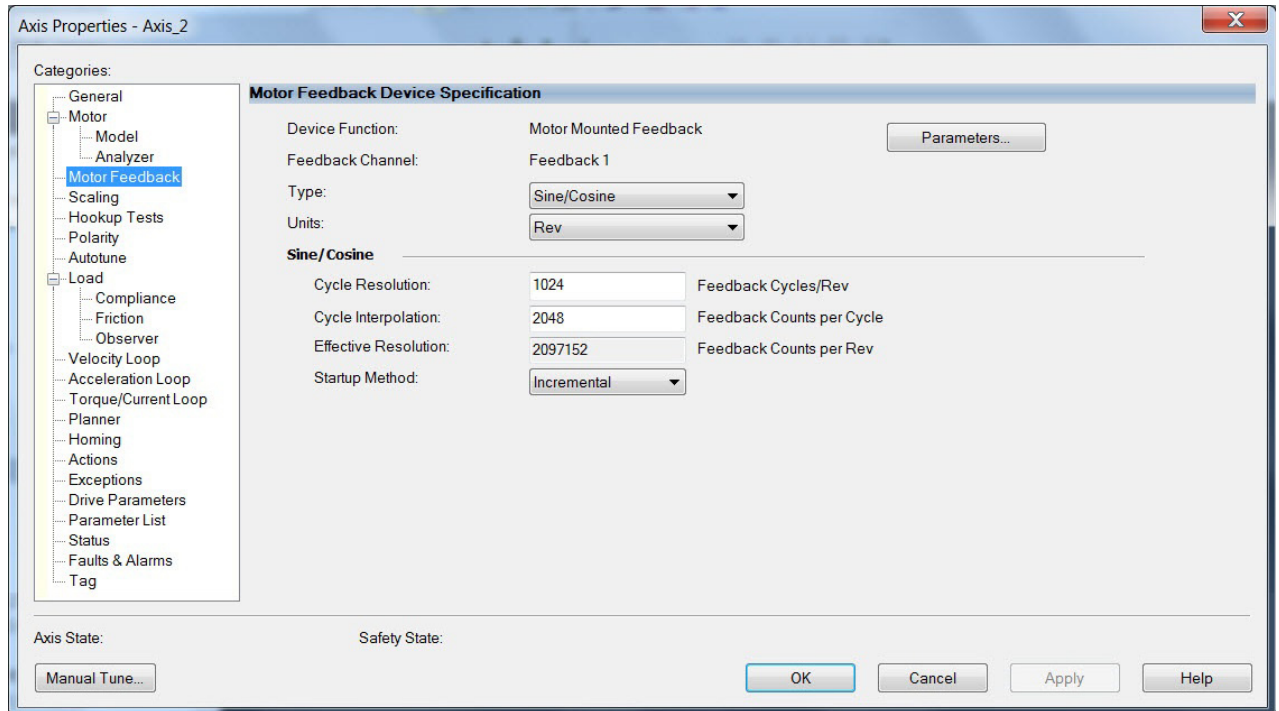 Axis Properties - Axis_2
X
Categories:
General
Motor
Model
Analyzer
Motor Feedback
Scaling
Hookup Tests
Polarity
Autotune
Load
Compliance
Friction
Observer
Velocity Loop
Acceleration Loop
Torque/Current Loop
Planner
Homing
Actions
Exceptions
Drive Parameters
Parameter List
Status
Faults & Alarms
Tag
Motor Feedback Device Specification
Device Function: Motor Mounted Feedback Parameters...
Feedback Channel: Feedback 1
Type: Sine/Cosine
Units: Rev
Sine/Cosine
Cycle Resolution: 1024 Feedback Cycles/Rev
Cycle Interpolation: 2048 Feedback Counts per Cycle
Effective Resolution: 2097152 Feedback Counts per Rev
Startup Method: Incremental
Axis State: Safety State:
Manual Tune... OK Cancel Apply Help